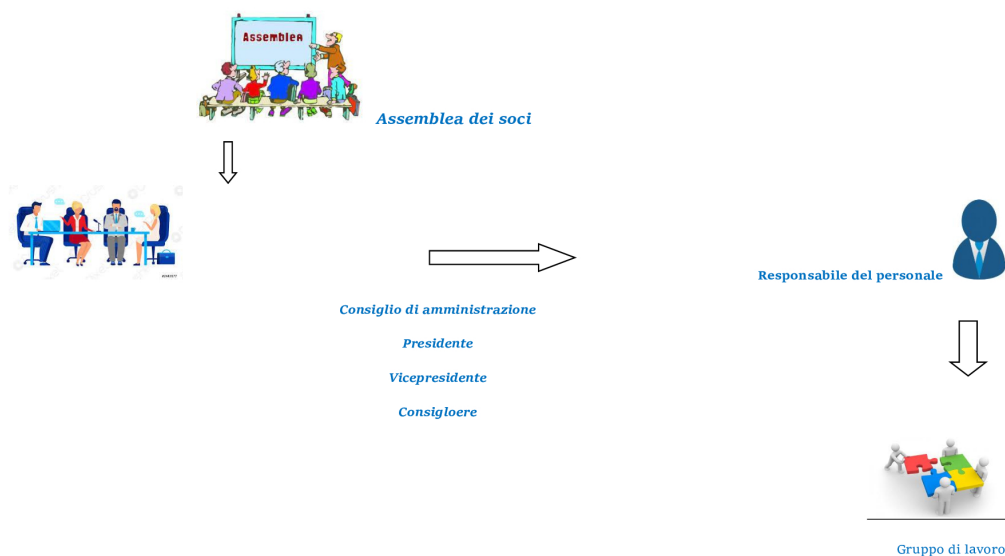 Assemblea
Assemblea dei soci
Responsabile del personale
Consiglio di amministrazione
Presidente
Vicepresidente
Consigloere
Gruppo di lavoro